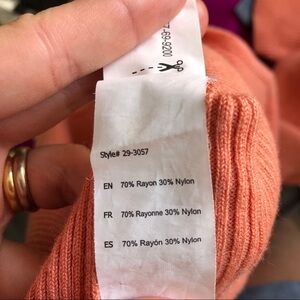 Style# 29-3057
EN 70% Rayon 30% Nylon
FR 70% Rayonne 30% Nylon
ES 70% Rayón 30% Nylon